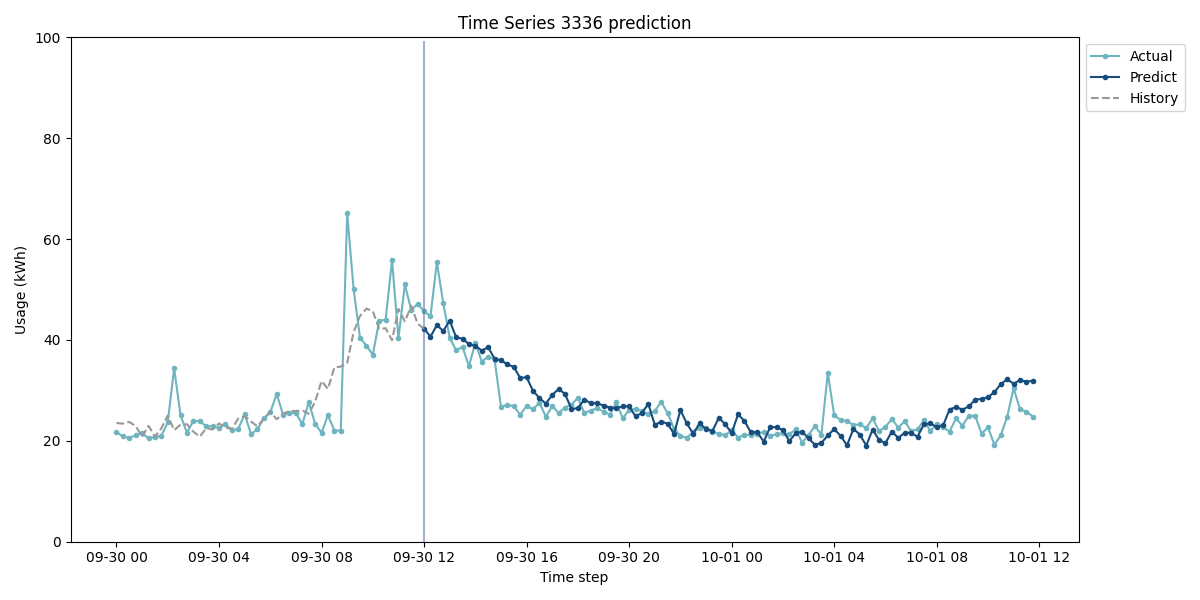 Time Series 3336 prediction
100
80
60
40
20
0
Usage (kWh)
09-30 00
09-30 04
09-30 08
09-30 12
09-30 16
09-30 20
10-01 00
10-01 04
10-01 08
10-01 12
Time step
Actual
Predict
History